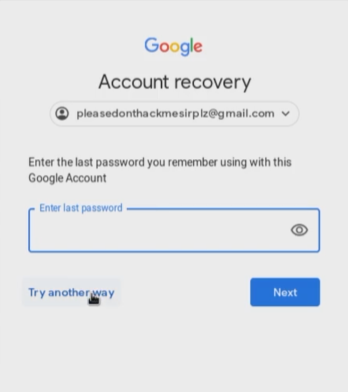 Google
Account recovery
pleasedonthackmesirplz@gmail.com
Enter the last password you remember using with this
Google Account
Enter last password
Try another way
Next